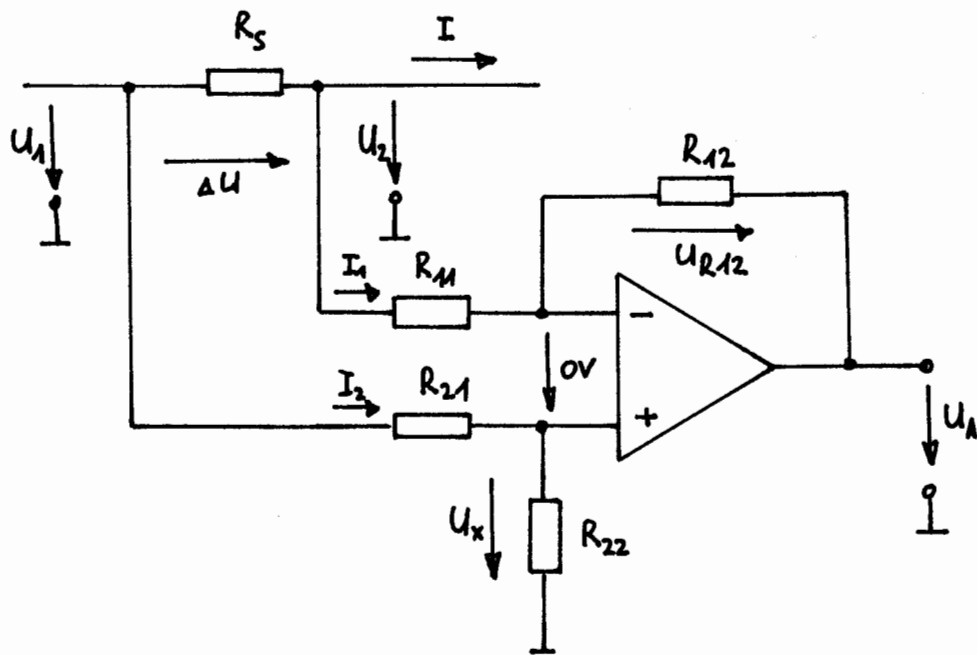 R_S
I
U_1
ΔU
U_2
R_12
U_R12
I_1
R_11
-
0V
I_2
R_21
+
U_A
U_x
R_22